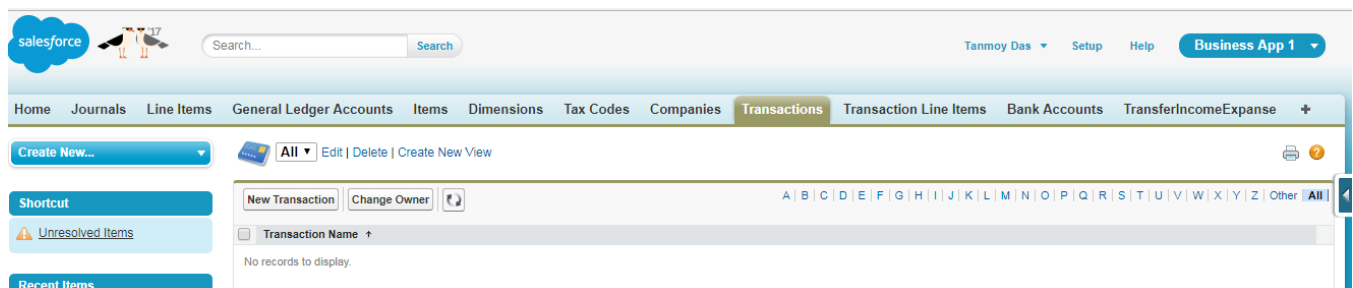 salesforce
'17
Search...
Search
Tanmoy Das
Setup
Help
Business App 1
Home Journals Line Items General Ledger Accounts Items Dimensions Tax Codes Companies Transactions Transaction Line Items Bank Accounts TransferIncomeExpanse +
Create New...
All Edit | Delete | Create New View
?
Shortcut
Unresolved Items
Recent Items
New Transaction Change Owner
A | B | C | D | E | F | G | H | I | J | K | L | M | N | O | P | Q | R | S | T | U | V | W | X | Y | Z | Other All
Transaction Name ↑
No records to display.